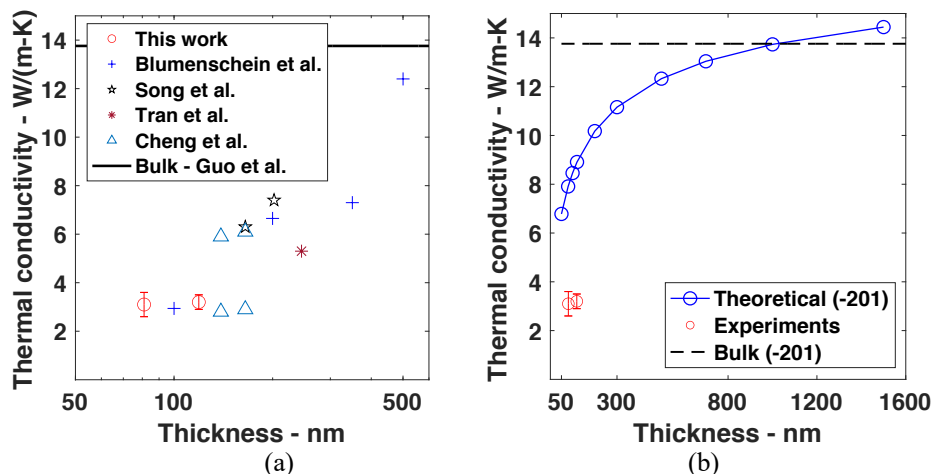 Thermal conductivity - W/(m-K)
14
12
10
8
6
4
2
This work
Blumenschein et al.
Song et al.
Tran et al.
Cheng et al.
Bulk - Guo et al.
50
100
500
Thickness - nm
(a)
Thermal conductivity - W/m-K
14
12
10
8
6
4
2
Theoretical (-201)
Experiments
Bulk (-201)
50
300
800
1200
1600
Thickness - nm
(b)